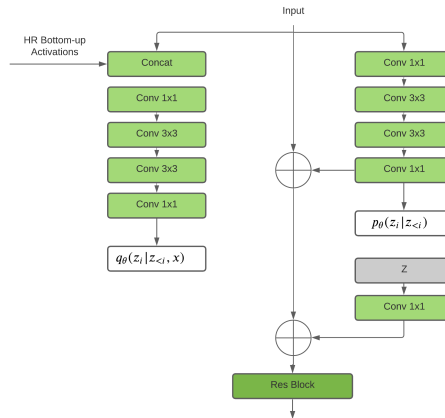 Input
HR Bottom-up
Activations
Concat
Conv 1x1
Conv 3x3
Conv 3x3
Conv 1x1
qθ(zi|z<i, x)
Conv 1x1
Conv 3x3
Conv 3x3
Conv 1x1
pθ(zi|z<i)
Z
Conv 1x1
Res Block